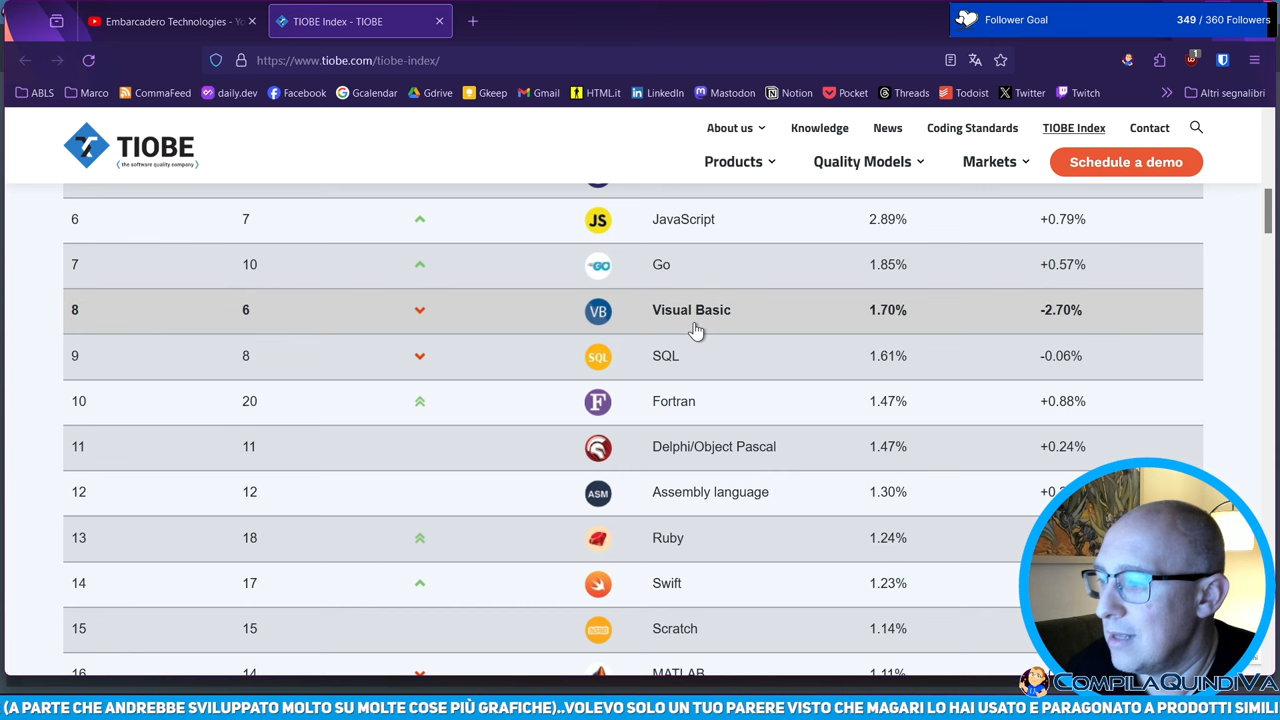 Embarcadero Technologies - Yo
TIOBE Index - TIOBE
Follower Goal
349 / 360 Followers
https://www.tiobe.com/tiobe-index/
1
ABLS
Marco
CommaFeed
daily.dev
Facebook
Gcalendar
Gdrive
Gkeep
Gmail
HTML.it
LinkedIn
Mastodon
Notion
Pocket
Threads
Todoist
Twitter
Twitch
Altri segnalibri
TIOBE
(the software quality company)
About us
Knowledge
News
Coding Standards
TIOBE Index
Contact
Products
Quality Models
Markets
Schedule a demo
6 7 JS JavaScript 2.89% +0.79%
7 10 GO Go 1.85% +0.57%
8 6 VB Visual Basic 1.70% -2.70%
9 8 SQL SQL 1.61% -0.06%
10 20 F Fortran 1.47% +0.88%
11 11 Delphi/Object Pascal 1.47% +0.24%
12 12 ASM Assembly language 1.30%
13 18 Ruby 1.24%
14 17 Swift 1.23%
15 15 Scratch 1.14%
16 14 MATLAB 1.11%
COMPILAQUINDIVA
(A PARTE CHE ANDREBBE SVILUPPATO MOLTO SU MOLTE COSE PIÙ GRAFICHE)..VOLEVO SOLO UN TUO PARERE VISTO CHE MAGARI LO HAI USATO E PARAGONATO A PRODOTTI SIMILI